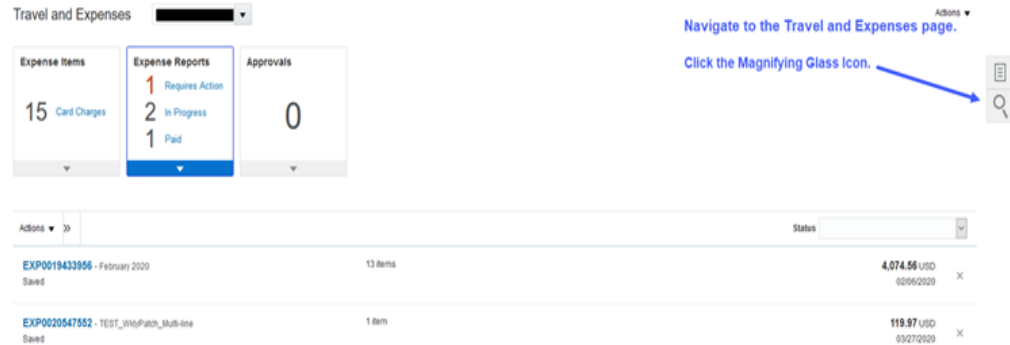 Travel and Expenses
Actions
Navigate to the Travel and Expenses page.
Click the Magnifying Glass Icon.
Expense Items
15 Card Charges
Expense Reports
1 Requires Action
2 In Progress
1 Paid
Approvals
0
Actions
Status
EXP0019433956 - February 2020
13 items
4,074.56 USD
Saved
02/06/2020
EXP0020547552 - TEST_WklyPatch_Multi-line
1 item
119.97 USD
Saved
03/27/2020